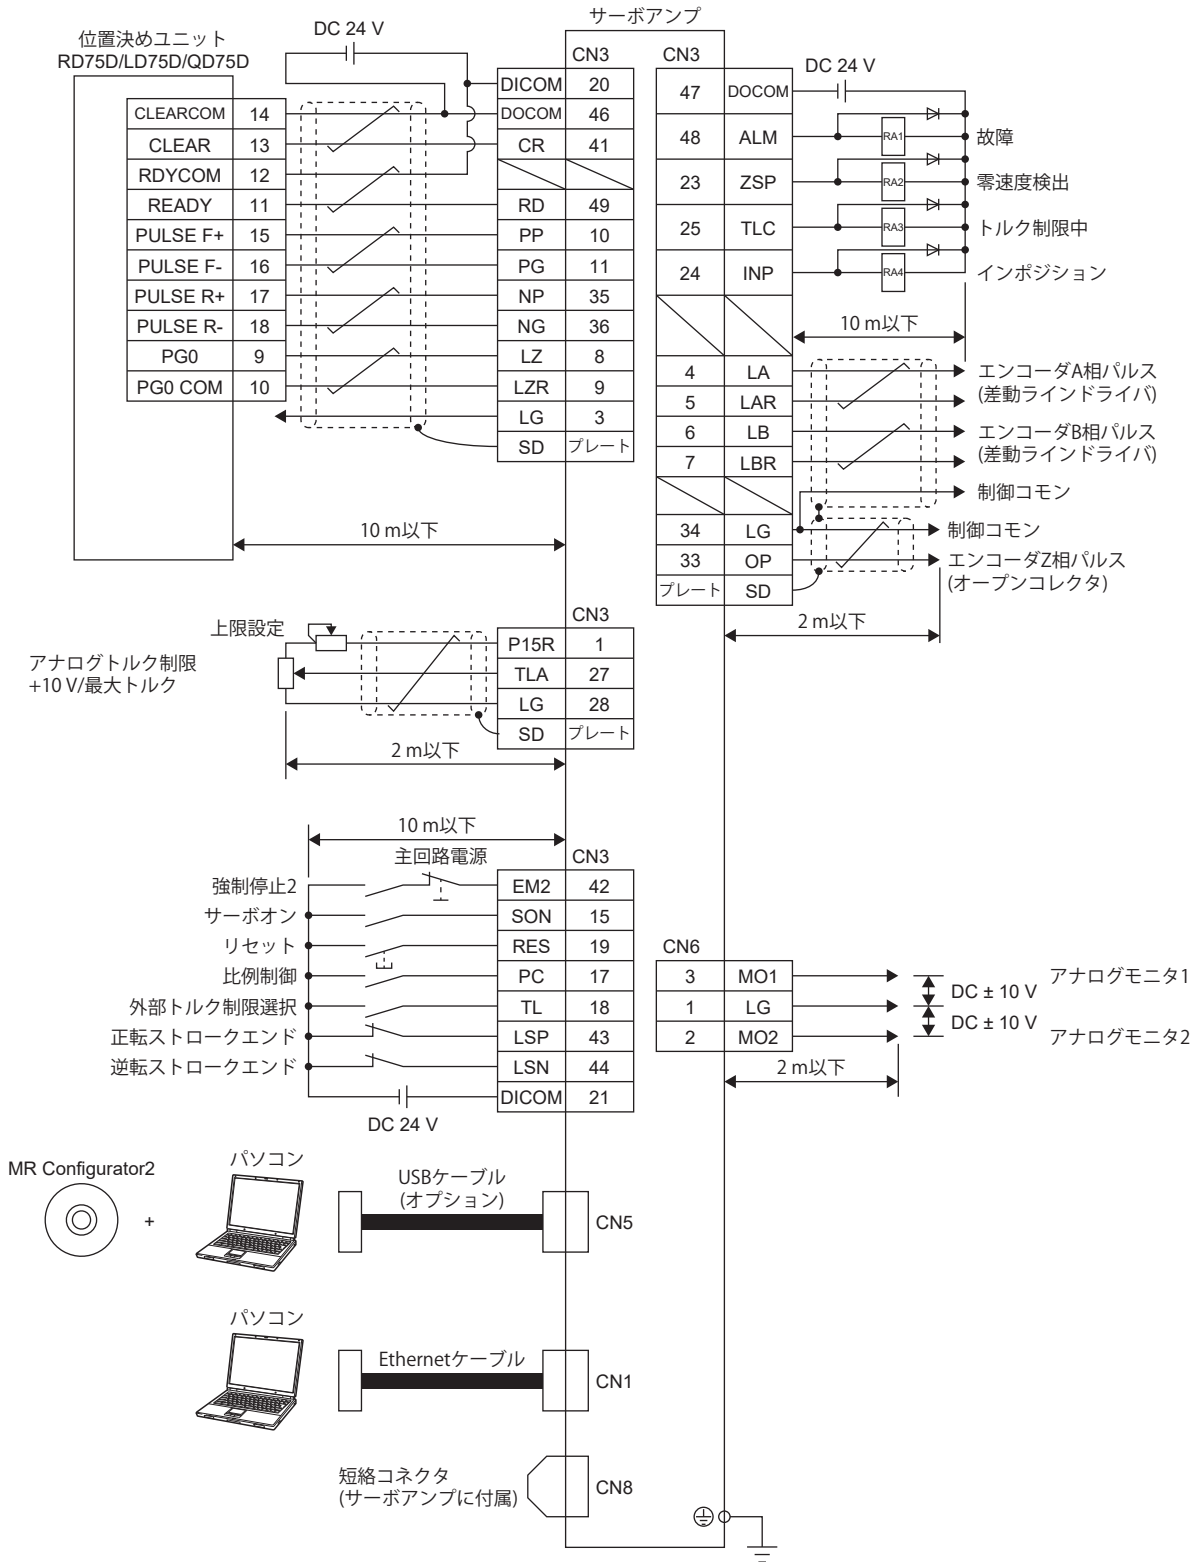 サーボアンプ
位置決めユニット
RD75D/LD75D/QD75D
DC 24 V
CN3
DICOM 20
CLEARCOM 14 DOCOM 46
CLEAR 13 CR 41
RDYCOM 12
READY 11 RD 49
PULSE F+ 15 PP 10
PULSE F- 16 PG 11
PULSE R+ 17 NP 35
PULSE R- 18 NG 36
PG0 9 LZ 8
PG0 COM 10 LZR 9
LG 3
SD プレート
10 m以下
CN3
DC 24 V
47 DOCOM
48 ALM RA1 故障
23 ZSP RA2 零速度検出
25 TLC RA3 トルク制限中
24 INP RA4 インポジション
10 m以下
4 LA エンコーダA相パルス
(差動ラインドライバ)
5 LAR
6 LB エンコーダB相パルス
(差動ラインドライバ)
7 LBR
制御コモン
34 LG 制御コモン
33 OP エンコーダZ相パルス
(オープンコレクタ)
プレート SD
2 m以下
CN3
上限設定
アナログトルク制限
+10 V/最大トルク
P15R 1
TLA 27
LG 28
SD プレート
2 m以下
10 m以下
主回路電源
CN3
強制停止2 EM2 42
サーボオン SON 15
リセット RES 19
比例制御 PC 17
外部トルク制限選択 TL 18
正転ストロークエンド LSP 43
逆転ストロークエンド LSN 44
DICOM 21
DC 24 V
CN6
3 MO1 アナログモニタ1
DC ± 10 V
1 LG
DC ± 10 V
2 MO2 アナログモニタ2
2 m以下
MR Configurator2
+
パソコン
USBケーブル
(オプション)
CN5
パソコン
Ethernetケーブル
CN1
短絡コネクタ
(サーボアンプに付属)
CN8